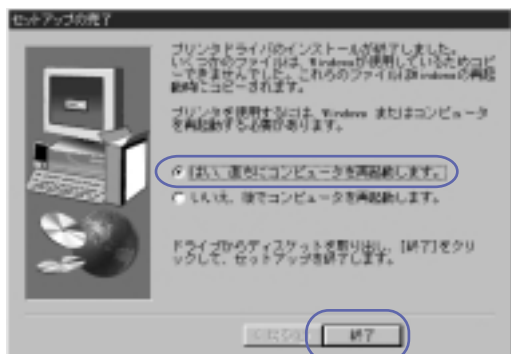 セットアップの完了
プリンタドライバのインストールが終了しました。
いくつかのファイルは、Windowsが使用しているためコピ
ーできませんでした。これらのファイルはWindowsの再起
動時にコピーされます。
プリンタを使用するには、Windows またはコンピュータ
を再起動する必要があります。
はい、直ちにコンピュータを再起動します。
いいえ、後でコンピュータを再起動します。
ドライブからディスケットを取り出し、[終了]をクリ
ックして、セットアップを終了します。
終了